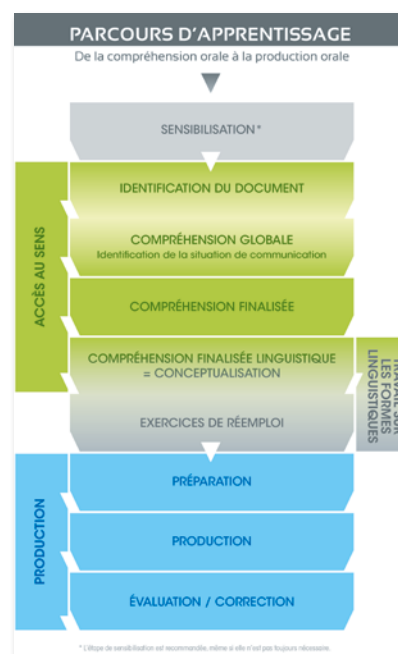 PARCOURS D'APPRENTISSAGE
De la compréhension orale à la production orale
SENSIBILISATION*
ACCÈS AU SENS
IDENTIFICATION DU DOCUMENT
COMPRÉHENSION GLOBALE
Identification de la situation de communication
COMPRÉHENSION FINALISÉE
COMPRÉHENSION FINALISÉE LINGUISTIQUE
= CONCEPTUALISATION
TRAVAIL SUR
LES FORMES
LINGUISTIQUES
EXERCICES DE RÉEMPLOI
PRODUCTION
PRÉPARATION
PRODUCTION
ÉVALUATION / CORRECTION
* L'étape de sensibilisation est recommandée, même si elle n'est pas toujours nécessaire.